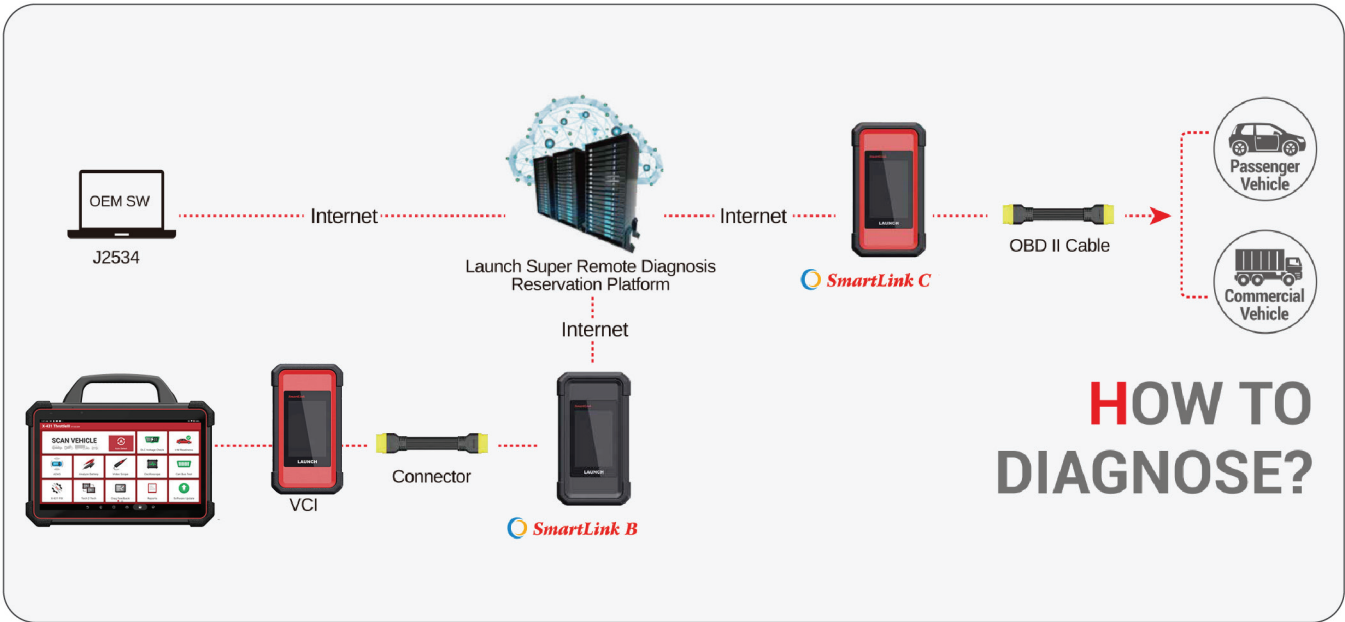 OEM SW
J2534
Internet
Launch Super Remote Diagnosis
Reservation Platform
Internet
LAUNCH
SmartLink C
OBD II Cable
Passenger
Vehicle
Commercial
Vehicle
Internet
SCAN VEHICLE
LAUNCH
VCI
Connector
LAUNCH
SmartLink B
HOW TO
DIAGNOSE?